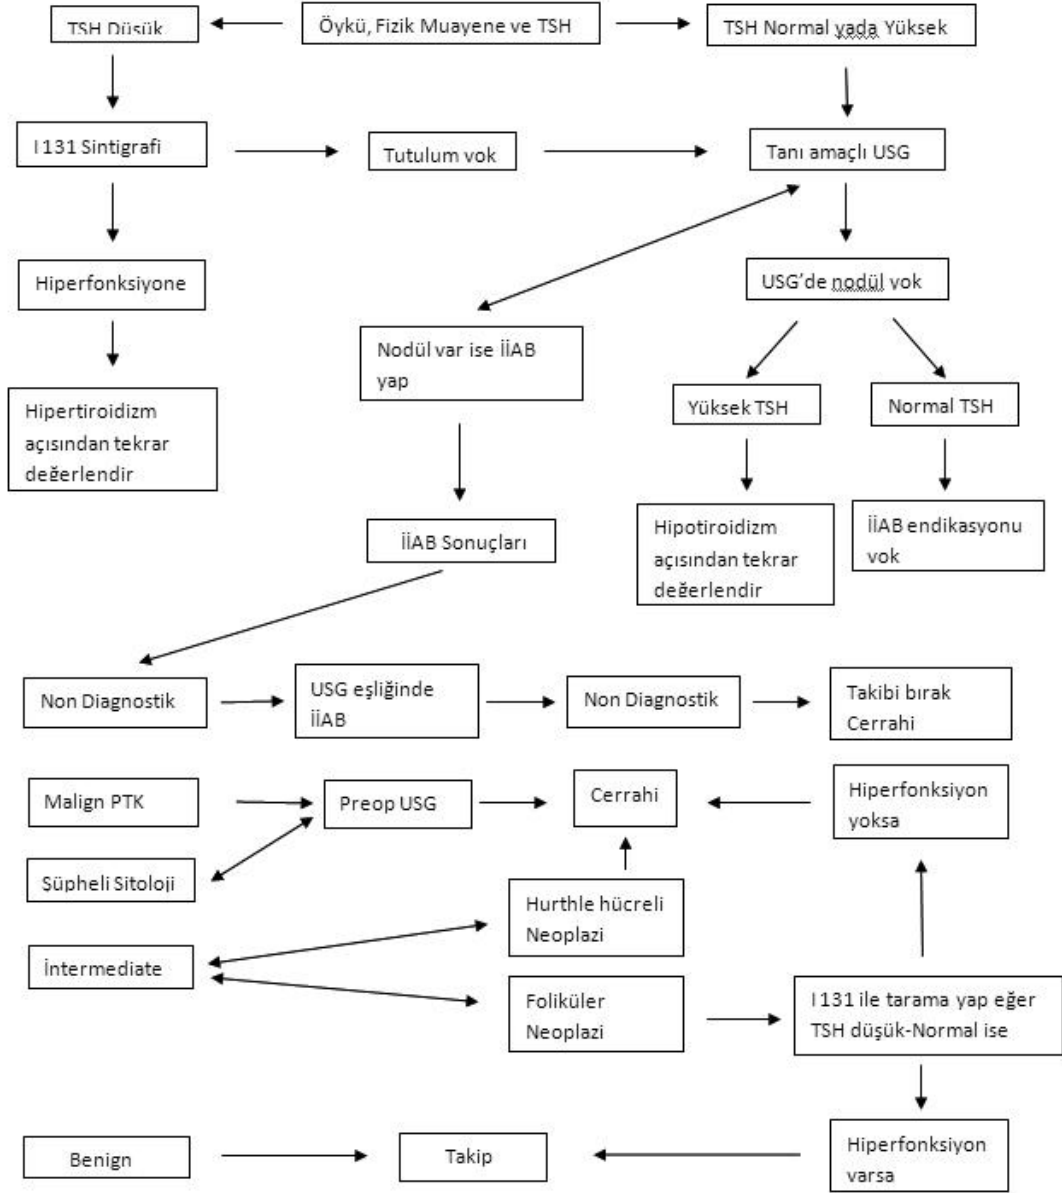 TSH Düşük
Öykü, Fizik Muayene ve TSH
TSH Normal yada Yüksek
I 131 Sintigrafi
Tutulum yok
Tanı amaçlı USG
Hiperfonksiyone
USG’de nodül yok
Nodül var ise İİAB
yap
Hipertiroidizm
açısından tekrar
değerlendir
Yüksek TSH
Normal TSH
İİAB Sonuçları
Hipotiroidizm
açısından tekrar
değerlendir
İİAB endikasyonu
yok
Non Diagnostik
USG eşliğinde
İİAB
Non Diagnostik
Takibi bırak
Cerrahi
Malign PTK
Preop USG
Cerrahi
Hiperfonksiyon
yoksa
Şüpheli Sitoloji
Hurthle hücreli
Neoplazi
İntermediate
Foliküler
Neoplazi
I 131 ile tarama yap eğer
TSH düşük-Normal ise
Benign
Takip
Hiperfonksiyon
varsa